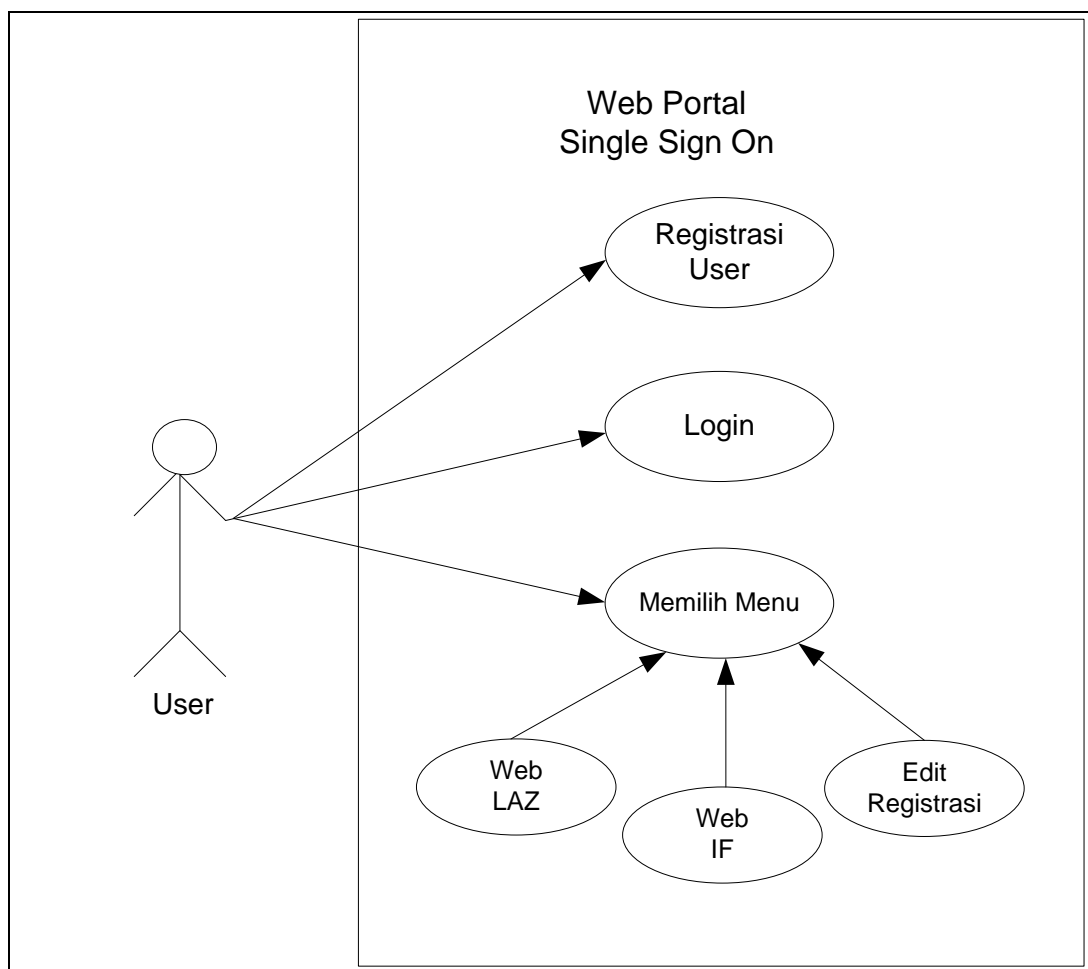 Web Portal
Single Sign On
Registrasi
User
Login
Memilih Menu
User
Web
LAZ
Web
IF
Edit
Registrasi